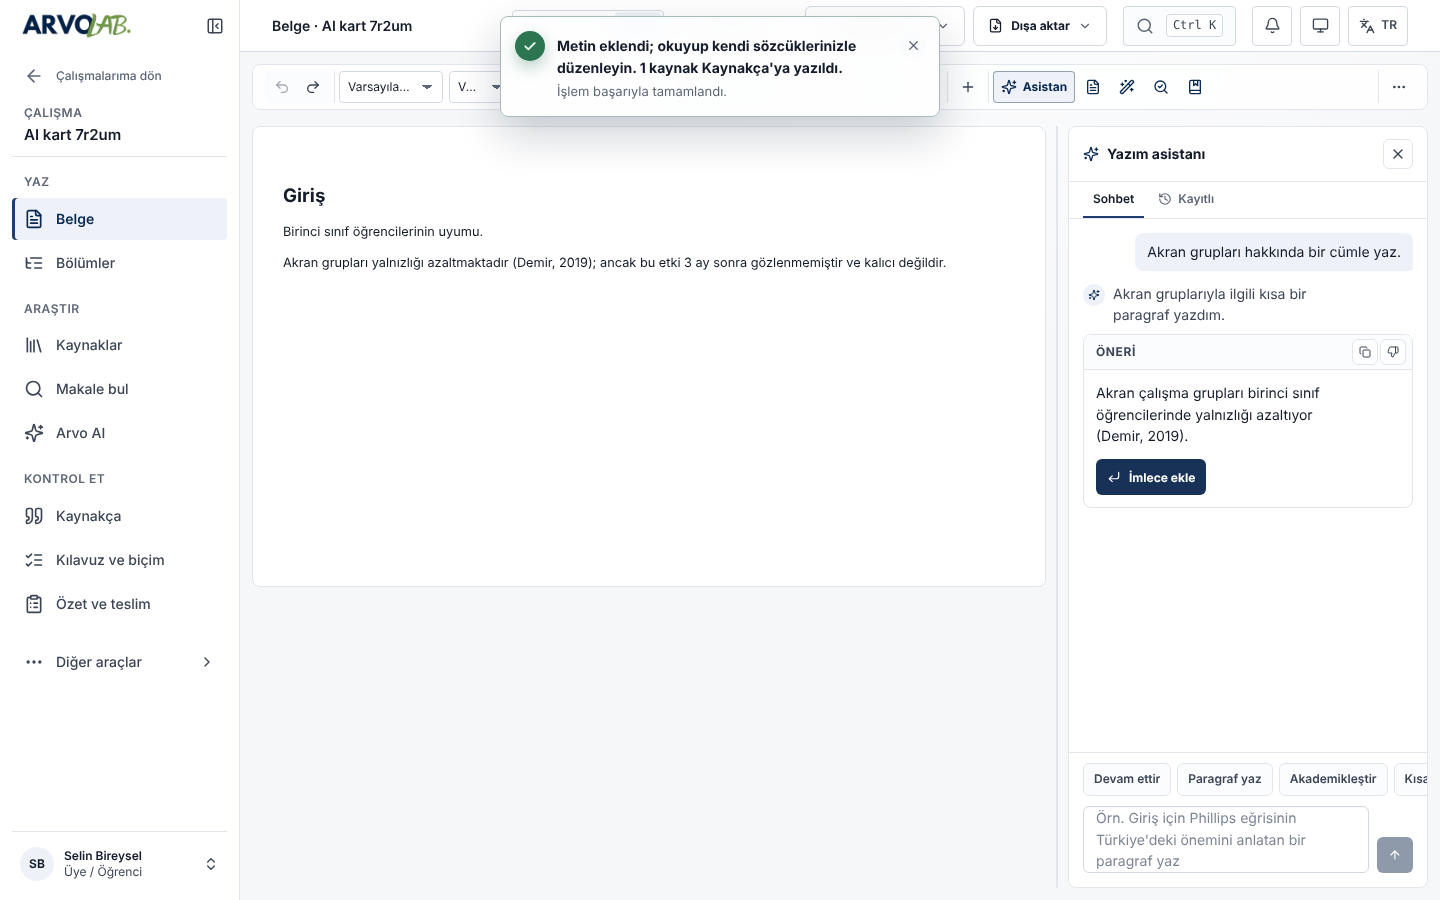 ARVOLAB.
Çalışmalarıma dön
ÇALIŞMA
AI kart 7r2um
YAZ
Belge
Bölümler
ARAŞTIR
Kaynaklar
Makale bul
Arvo AI
KONTROL ET
Kaynakça
Kılavuz ve biçim
Özet ve teslim
Diğer araçlar
SB
Selin Bireysel
Üye / Öğrenci
Belge · AI kart 7r2um
Dışa aktar
Ctrl K
TR
Metin eklendi; okuyup kendi sözcüklerinizle
düzenleyin. 1 kaynak Kaynakça'ya yazıldı.
İşlem başarıyla tamamlandı.
Varsayıla...
V...
Asistan
Giriş
Birinci sınıf öğrencilerinin uyumu.
Akran grupları yalnızlığı azaltmaktadır (Demir, 2019); ancak bu etki 3 ay sonra gözlenmemiştir ve kalıcı değildir.
Yazım asistanı
Sohbet
Kayıtlı
Akran grupları hakkında bir cümle yaz.
Akran gruplarıyla ilgili kısa bir
paragraf yazdım.
ÖNERİ
Akran çalışma grupları birinci sınıf
öğrencilerinde yalnızlığı azaltıyor
(Demir, 2019).
İmlece ekle
Devam ettir
Paragraf yaz
Akademikleştir
Kısa
Örn. Giriş için Phillips eğrisinin
Türkiye'deki önemini anlatan bir
paragraf yaz